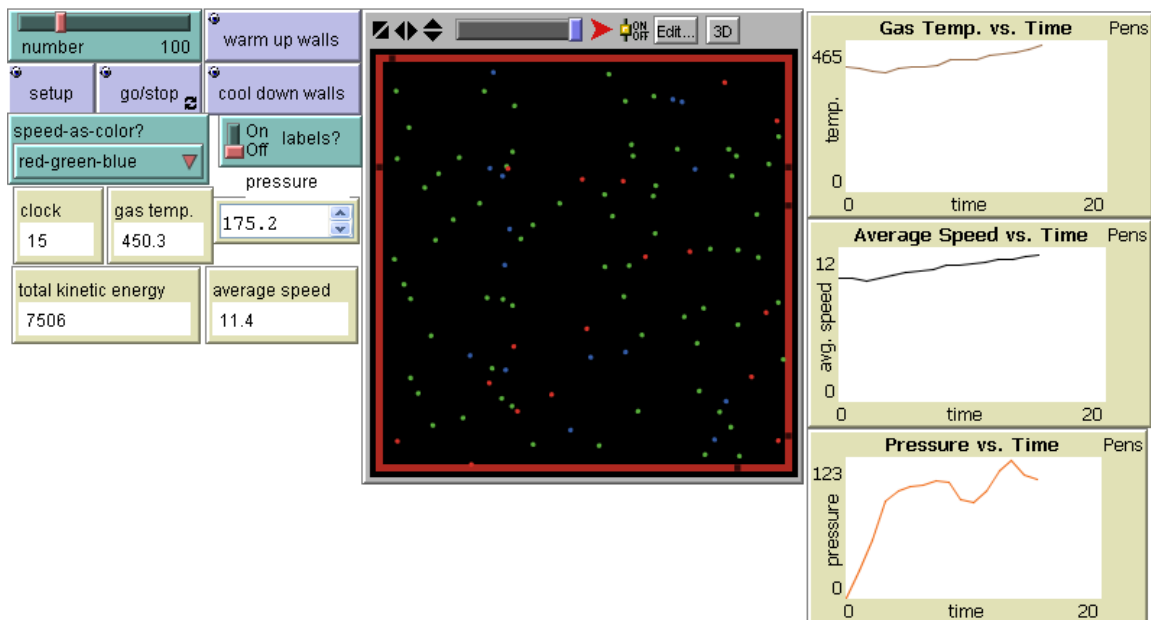 number 100
warm up walls
setup
go/stop
cool down walls
speed-as-color?
red-green-blue
On
Off
labels?
pressure
175.2
clock
15
gas temp.
450.3
total kinetic energy
7506
average speed
11.4
ON
OFF
Edit...
3D
Gas Temp. vs. Time Pens
465
temp.
0
0 time 20
Average Speed vs. Time Pens
12
avg. speed
0
0 time 20
Pressure vs. Time Pens
123
pressure
0
0 time 20